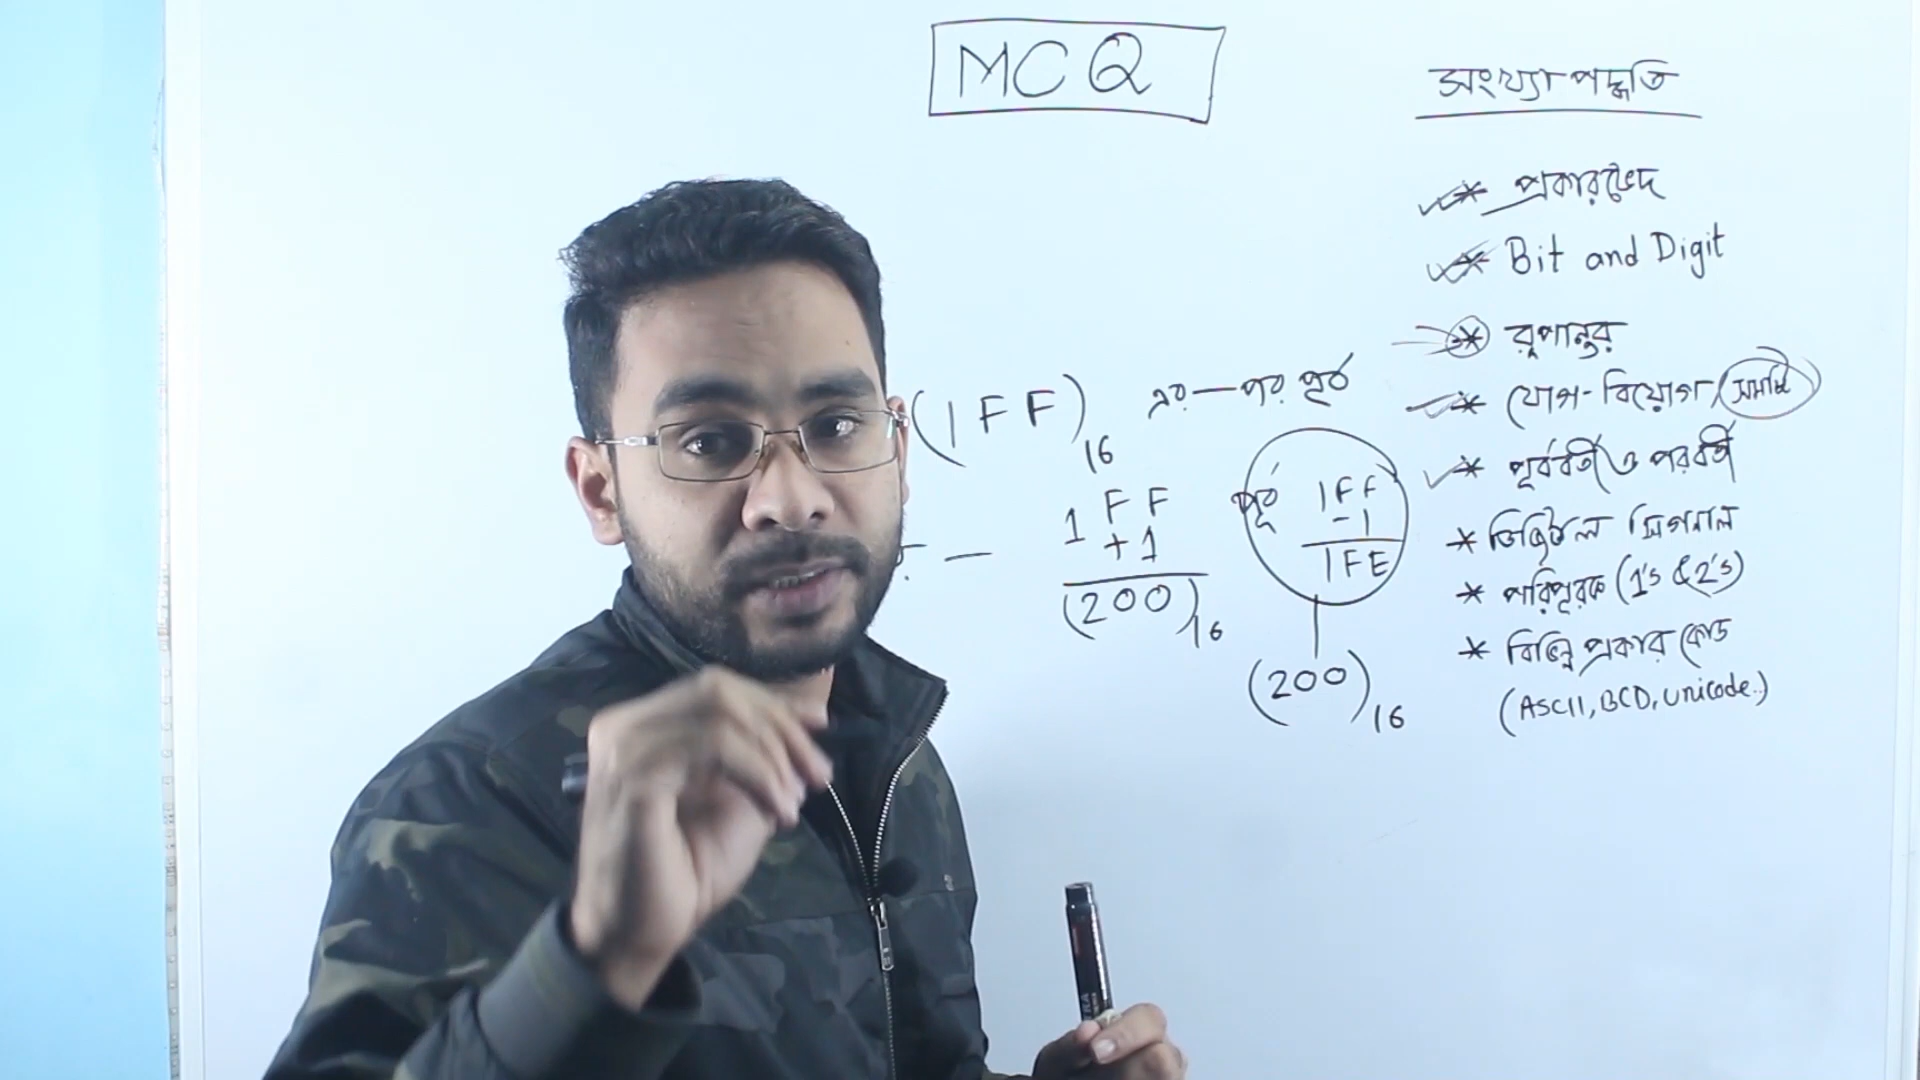 MCQ
(1FF)16 এর — পর পূর্ব
1FF
+1
(200)16
পূর্ব
1FF
-1
1FE
(200)16
সংখ্যা পদ্ধতি
* প্রকারভেদ
* Bit and Digit
* রূপান্তর
* যোগ-বিয়োগ/
* পূর্ববর্তী ও পরবর্তী
* ডিজিটাল সিগনাল
* পরিপূরক (1's & 2's)
* বিভিন্ন প্রকার কোড
(ASCII, BCD, Unicode..)